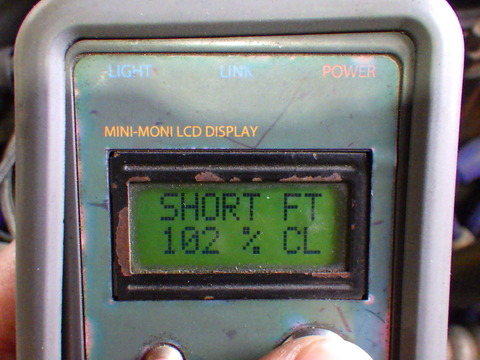 LIGHT LINK POWER
MINI-MONI LCD DISPLAY
SHORT FT
102 % CL